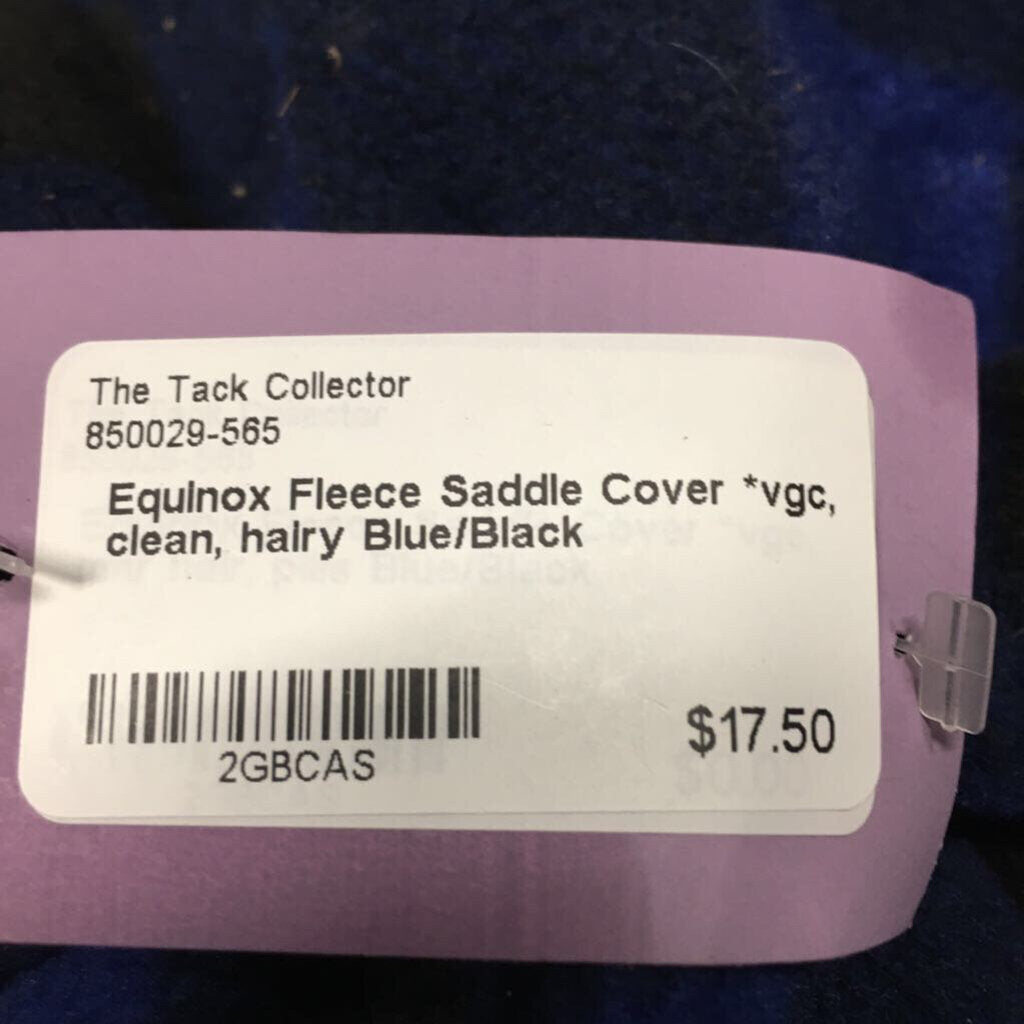 The Tack Collector
850029-565
Equinox Fleece Saddle Cover *vgc,
clean, hairy Blue/Black
2GBCAS
$17.50